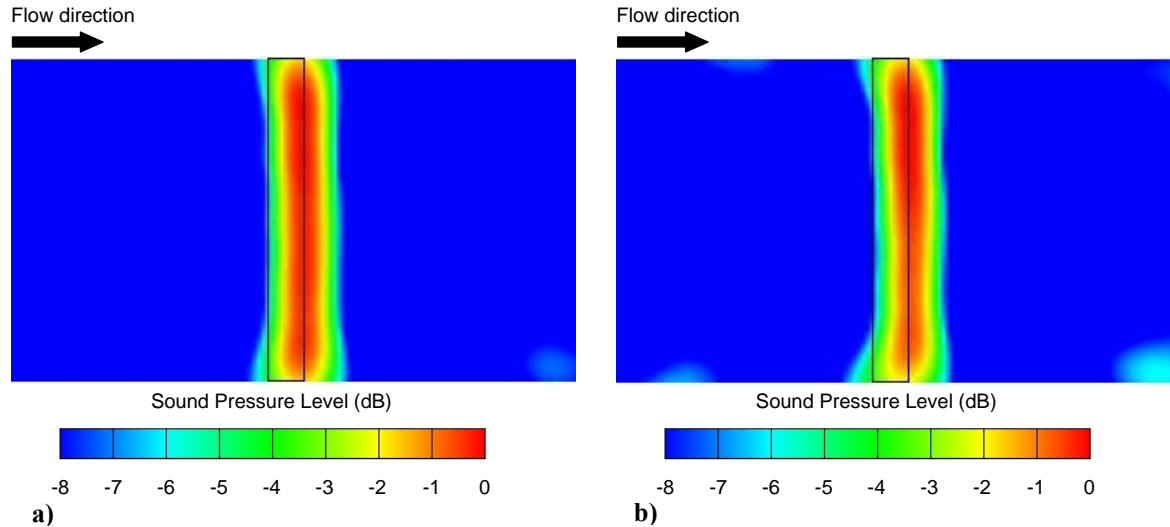 Flow direction
Sound Pressure Level (dB)
-8 -7 -6 -5 -4 -3 -2 -1 0
a)
Flow direction
Sound Pressure Level (dB)
-8 -7 -6 -5 -4 -3 -2 -1 0
b)